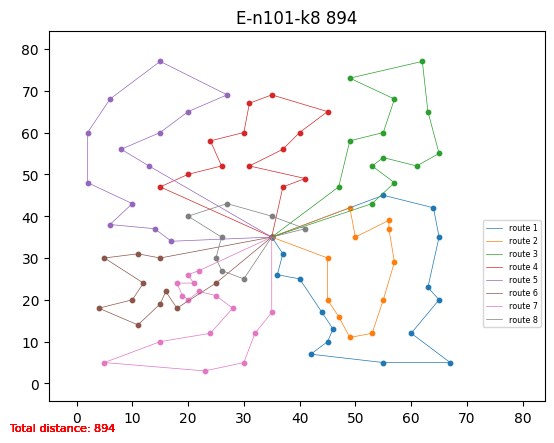 E-n101-k8 894
80
70
60
50
40
30
20
10
0
route 1
route 2
route 3
route 4
route 5
route 6
route 7
route 8
0 10 20 30 40 50 60 70 80
Total distance: 894